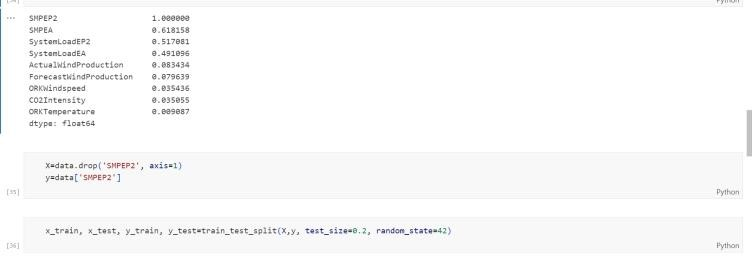 ...
SMPEP2 1.000000
SMPEA 0.618158
SystemLoadEP2 0.517081
SystemLoadEA 0.491096
ActualWindProduction 0.083434
ForecastWindProduction 0.079639
ORKWindspeed 0.035436
CO2Intensity 0.035055
ORKTemperature 0.009087
dtype: float64
X=data.drop('SMPEP2', axis=1)
y=data['SMPEP2']
[35] Python
x_train, x_test, y_train, y_test=train_test_split(X,y, test_size=0.2, random_state=42)
[36] Python